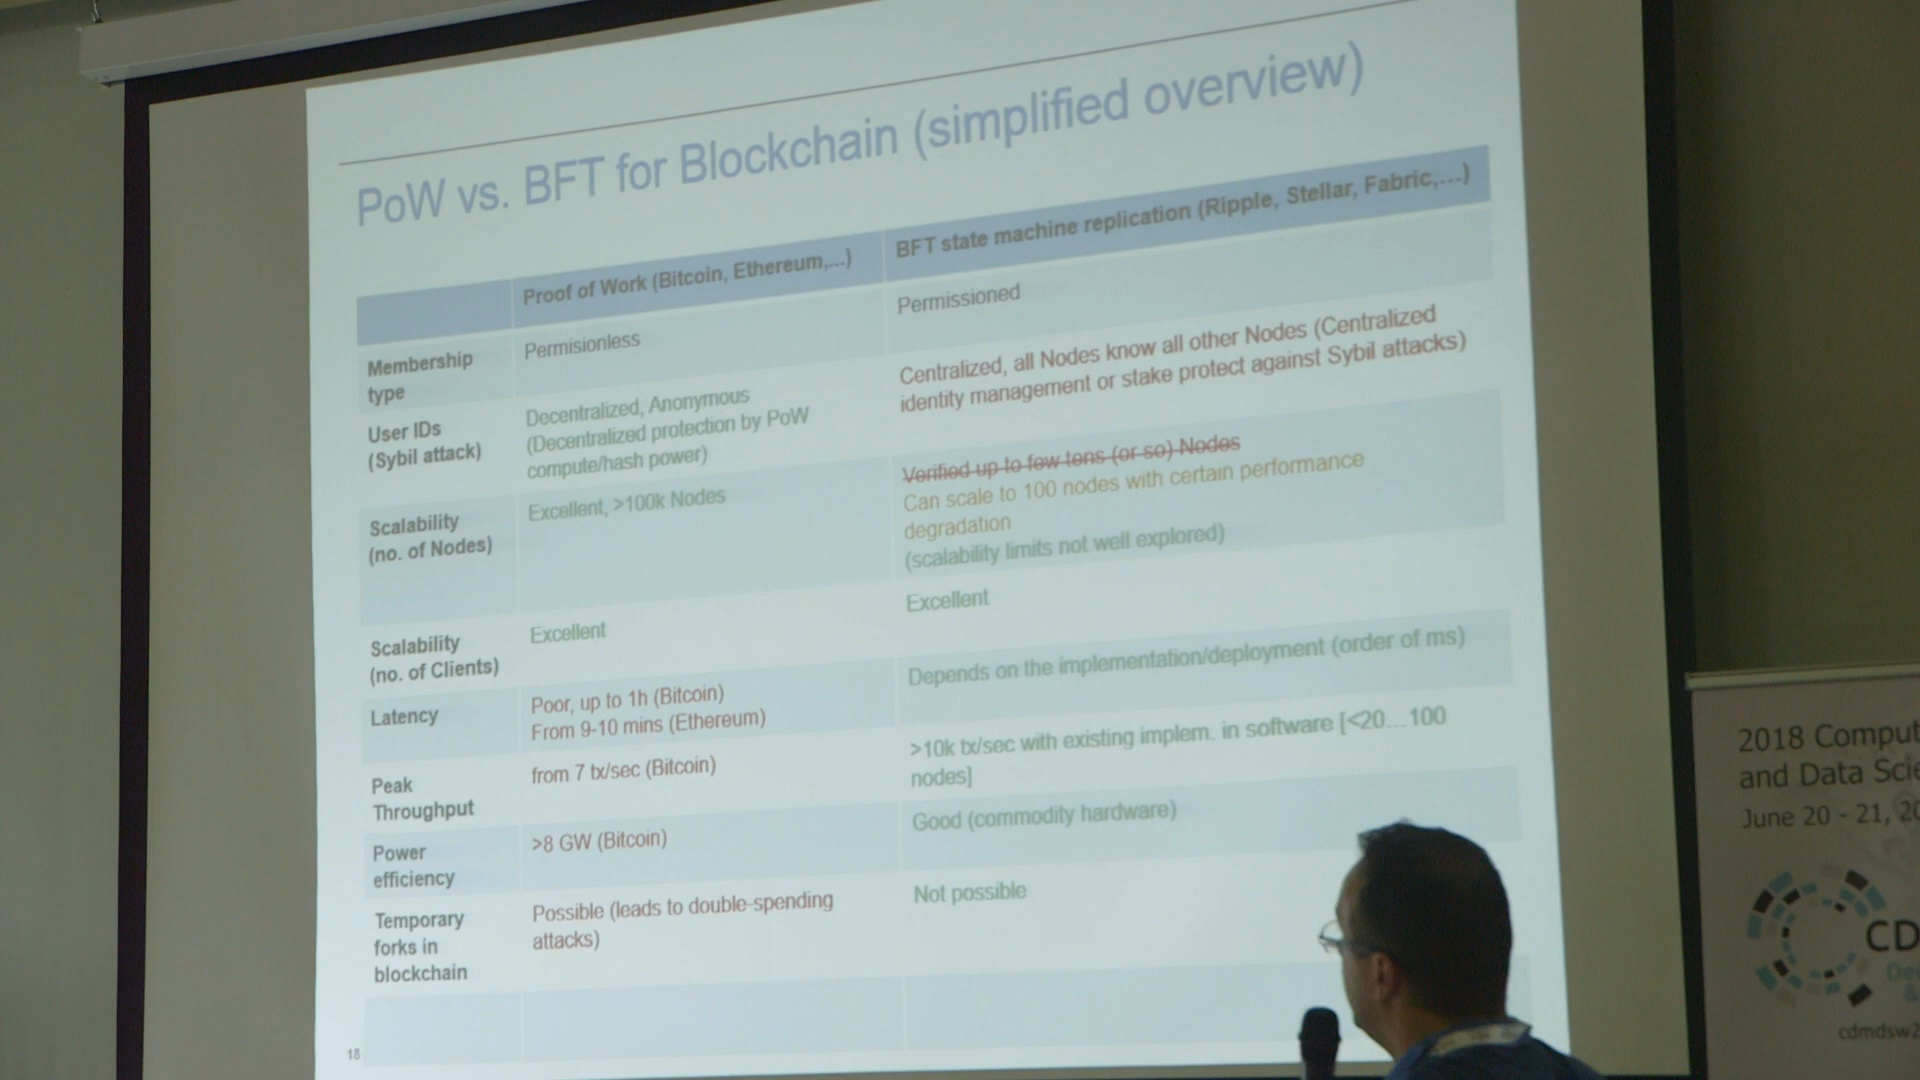 PoW vs. BFT for Blockchain (simplified overview)
Proof of Work (Bitcoin, Ethereum,...)
BFT state machine replication (Ripple, Stellar, Fabric,...)
Membership
type
Permisionless
Permissioned
User IDs
(Sybil attack)
Decentralized, Anonymous
(Decentralized protection by PoW
compute/hash power)
Centralized, all Nodes know all other Nodes (Centralized
identity management or stake protect against Sybil attacks)
Scalability
(no. of Nodes)
Excellent, >100k Nodes
Verified up to few tens (or so) Nodes
Can scale to 100 nodes with certain performance
degradation
(scalability limits not well explored)
Scalability
(no. of Clients)
Excellent
Excellent
Latency
Poor, up to 1h (Bitcoin)
From 9-10 mins (Ethereum)
Depends on the implementation/deployment (order of ms)
Peak
Throughput
from 7 tx/sec (Bitcoin)
>10k tx/sec with existing implem. in software [<20...100
nodes]
Power
efficiency
>8 GW (Bitcoin)
Good (commodity hardware)
Temporary
forks in
blockchain
Possible (leads to double-spending
attacks)
Not possible
18
2018 Comput
and Data Scie
June 20 - 21, 20
CD
De
&
cdmdsw2